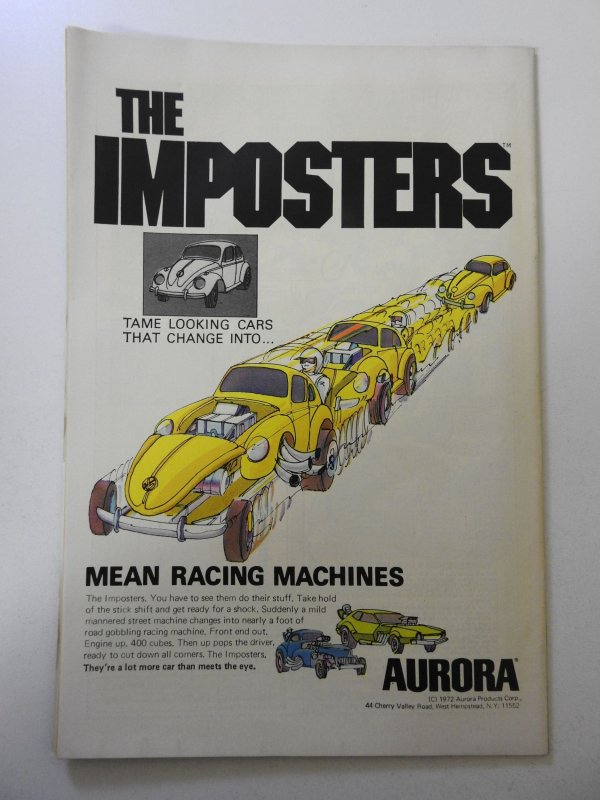 THE
IMPOSTERS™
TAME LOOKING CARS
THAT CHANGE INTO...
MEAN RACING MACHINES
The Imposters. You have to see them do their stuff. Take hold
of the stick shift and get ready for a shock. Suddenly a mild
mannered street machine changes into nearly a foot of
road gobbling racing machine. Front end out.
Engine up, 400 cubes. Then up pops the driver,
ready to cut down all corners. The Imposters.
They're a lot more car than meets the eye.
AURORA®
(C) 1972 Aurora Products Corp.,
44 Cherry Valley Road, West Hempstead, N.Y. 11552